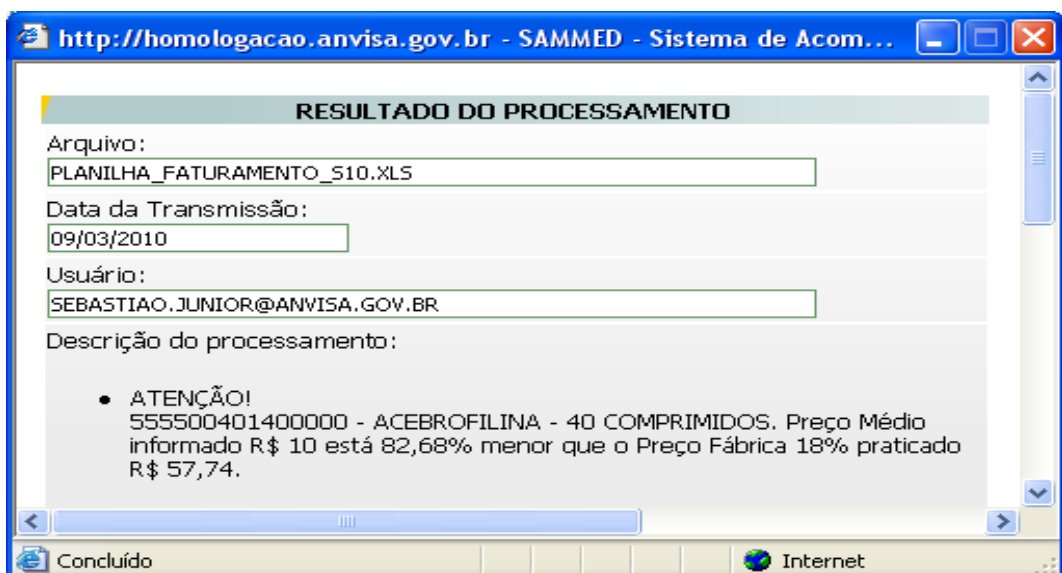 http://homologacao.anvisa.gov.br - SAMMED - Sistema de Acom...
RESULTADO DO PROCESSAMENTO
Arquivo:
PLANILHA_FATURAMENTO_S10.XLS
Data da Transmissão:
09/03/2010
Usuário:
SEBASTIAO.JUNIOR@ANVISA.GOV.BR
Descrição do processamento:
• ATENÇÃO!
555500401400000 - ACEBROFILINA - 40 COMPRIMIDOS. Preço Médio
informado R$ 10 está 82,68% menor que o Preço Fábrica 18% praticado
R$ 57,74.
Concluído Internet